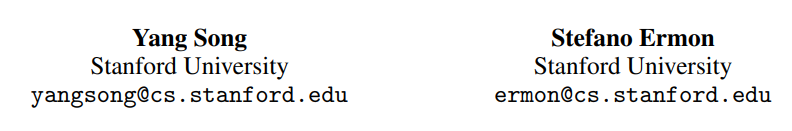 Yang Song
Stanford University
yangsong@cs.stanford.edu
Stefano Ermon
Stanford University
ermon@cs.stanford.edu